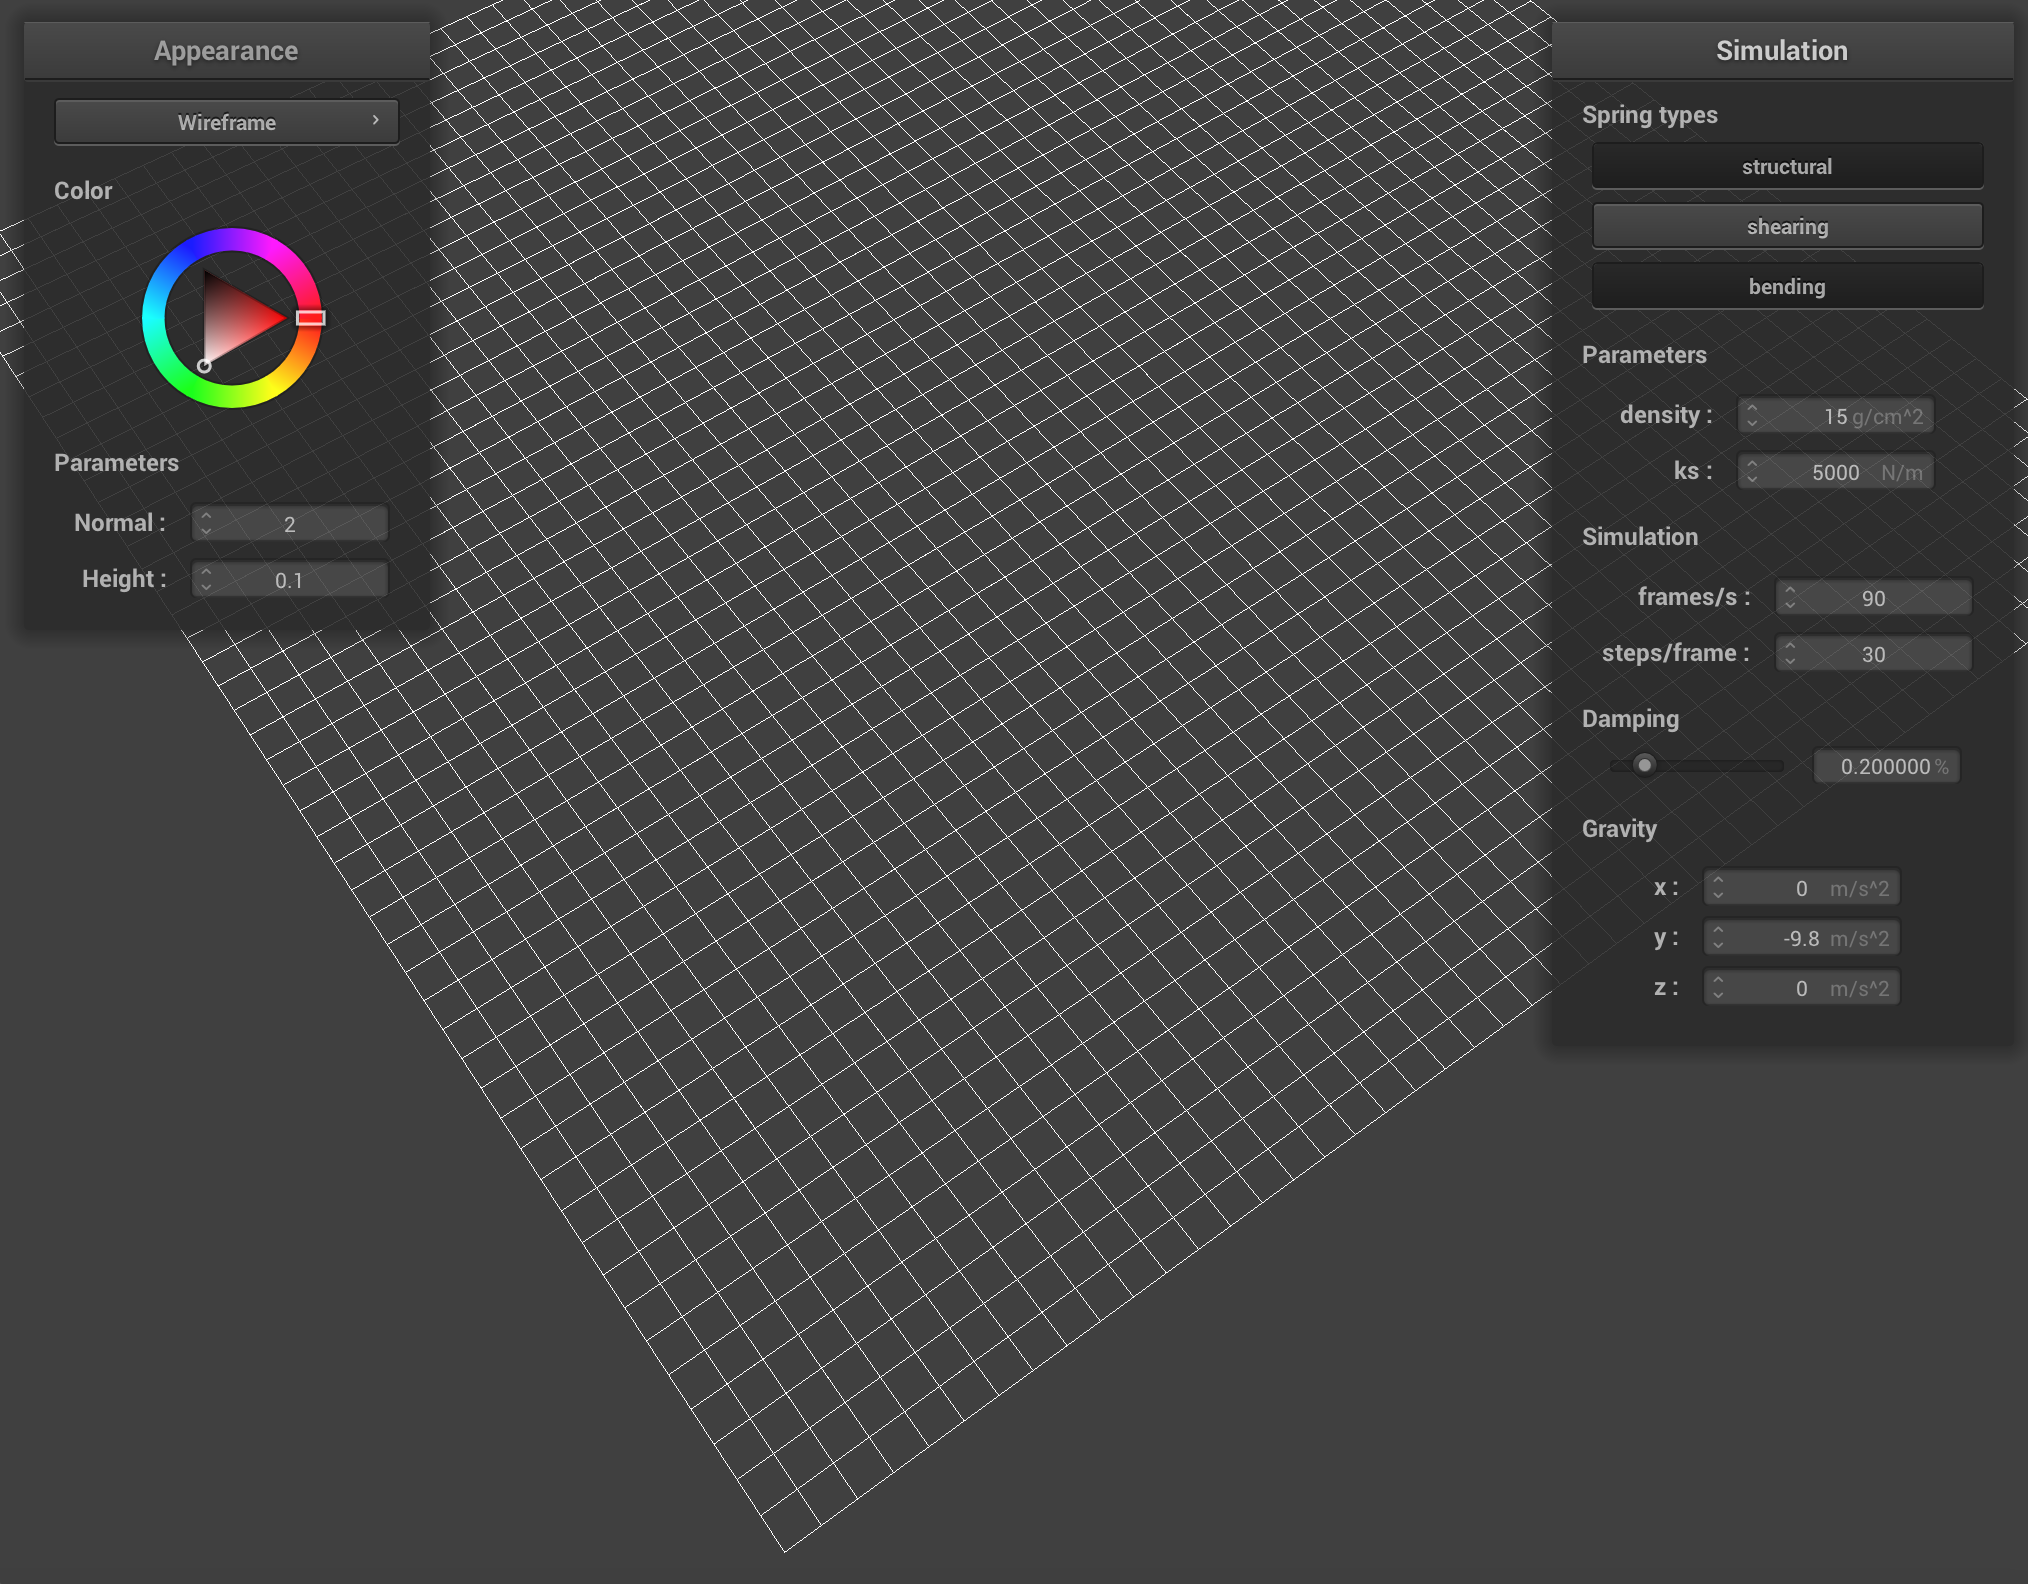 Appearance
Wireframe
Color
Parameters
Normal : 2
Height : 0.1
Simulation
Spring types
structural
shearing
bending
Parameters
density : 15 g/cm^2
ks : 5000 N/m
Simulation
frames/s : 90
steps/frame : 30
Damping
0.200000 %
Gravity
x : 0 m/s^2
y : -9.8 m/s^2
z : 0 m/s^2